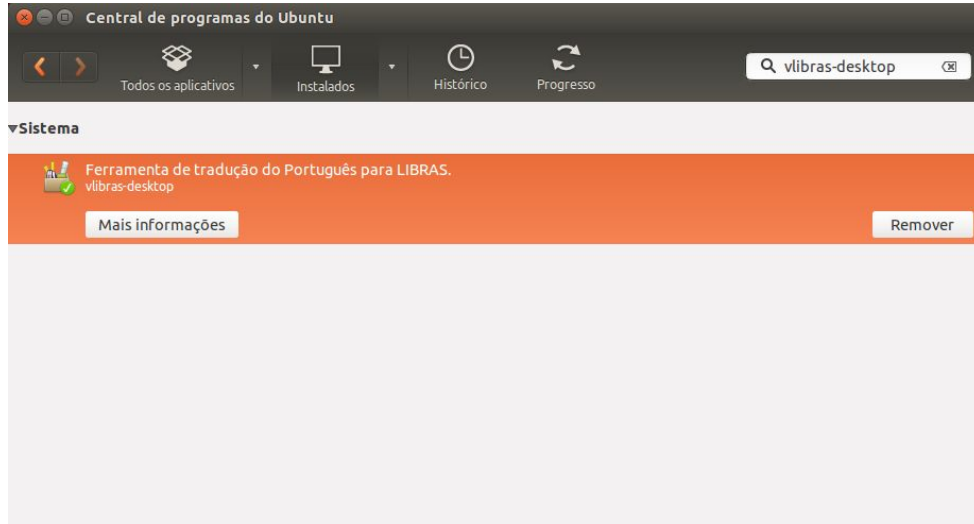 Central de programas do Ubuntu
Todos os aplicativos
Instalados
Histórico
Progresso
vlibras-desktop
Sistema
Ferramenta de tradução do Português para LIBRAS.
vlibras-desktop
Mais informações
Remover